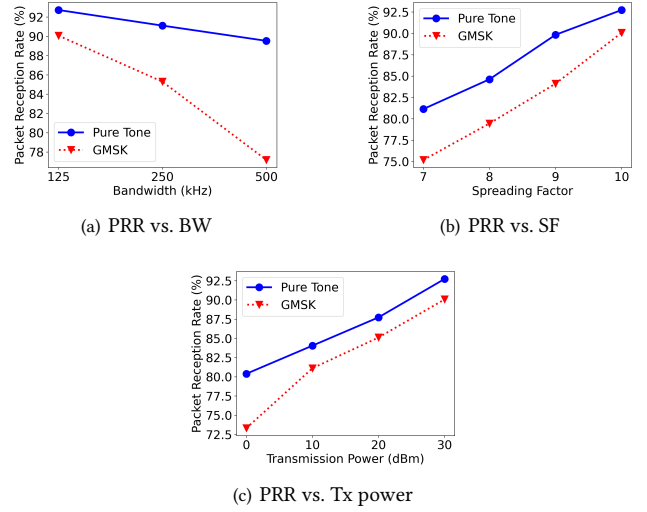 92
90
88
86
84
82
80
78
Packet Reception Rate (%)
Pure Tone
GMSK
125 250 500
Bandwidth (kHz)
(a) PRR vs. BW
92.5
90.0
87.5
85.0
82.5
80.0
77.5
75.0
Packet Reception Rate (%)
Pure Tone
GMSK
7 8 9 10
Spreading Factor
(b) PRR vs. SF
92.5
90.0
87.5
85.0
82.5
80.0
77.5
75.0
72.5
Packet Reception Rate (%)
Pure Tone
GMSK
0 10 20 30
Transmission Power (dBm)
(c) PRR vs. Tx power